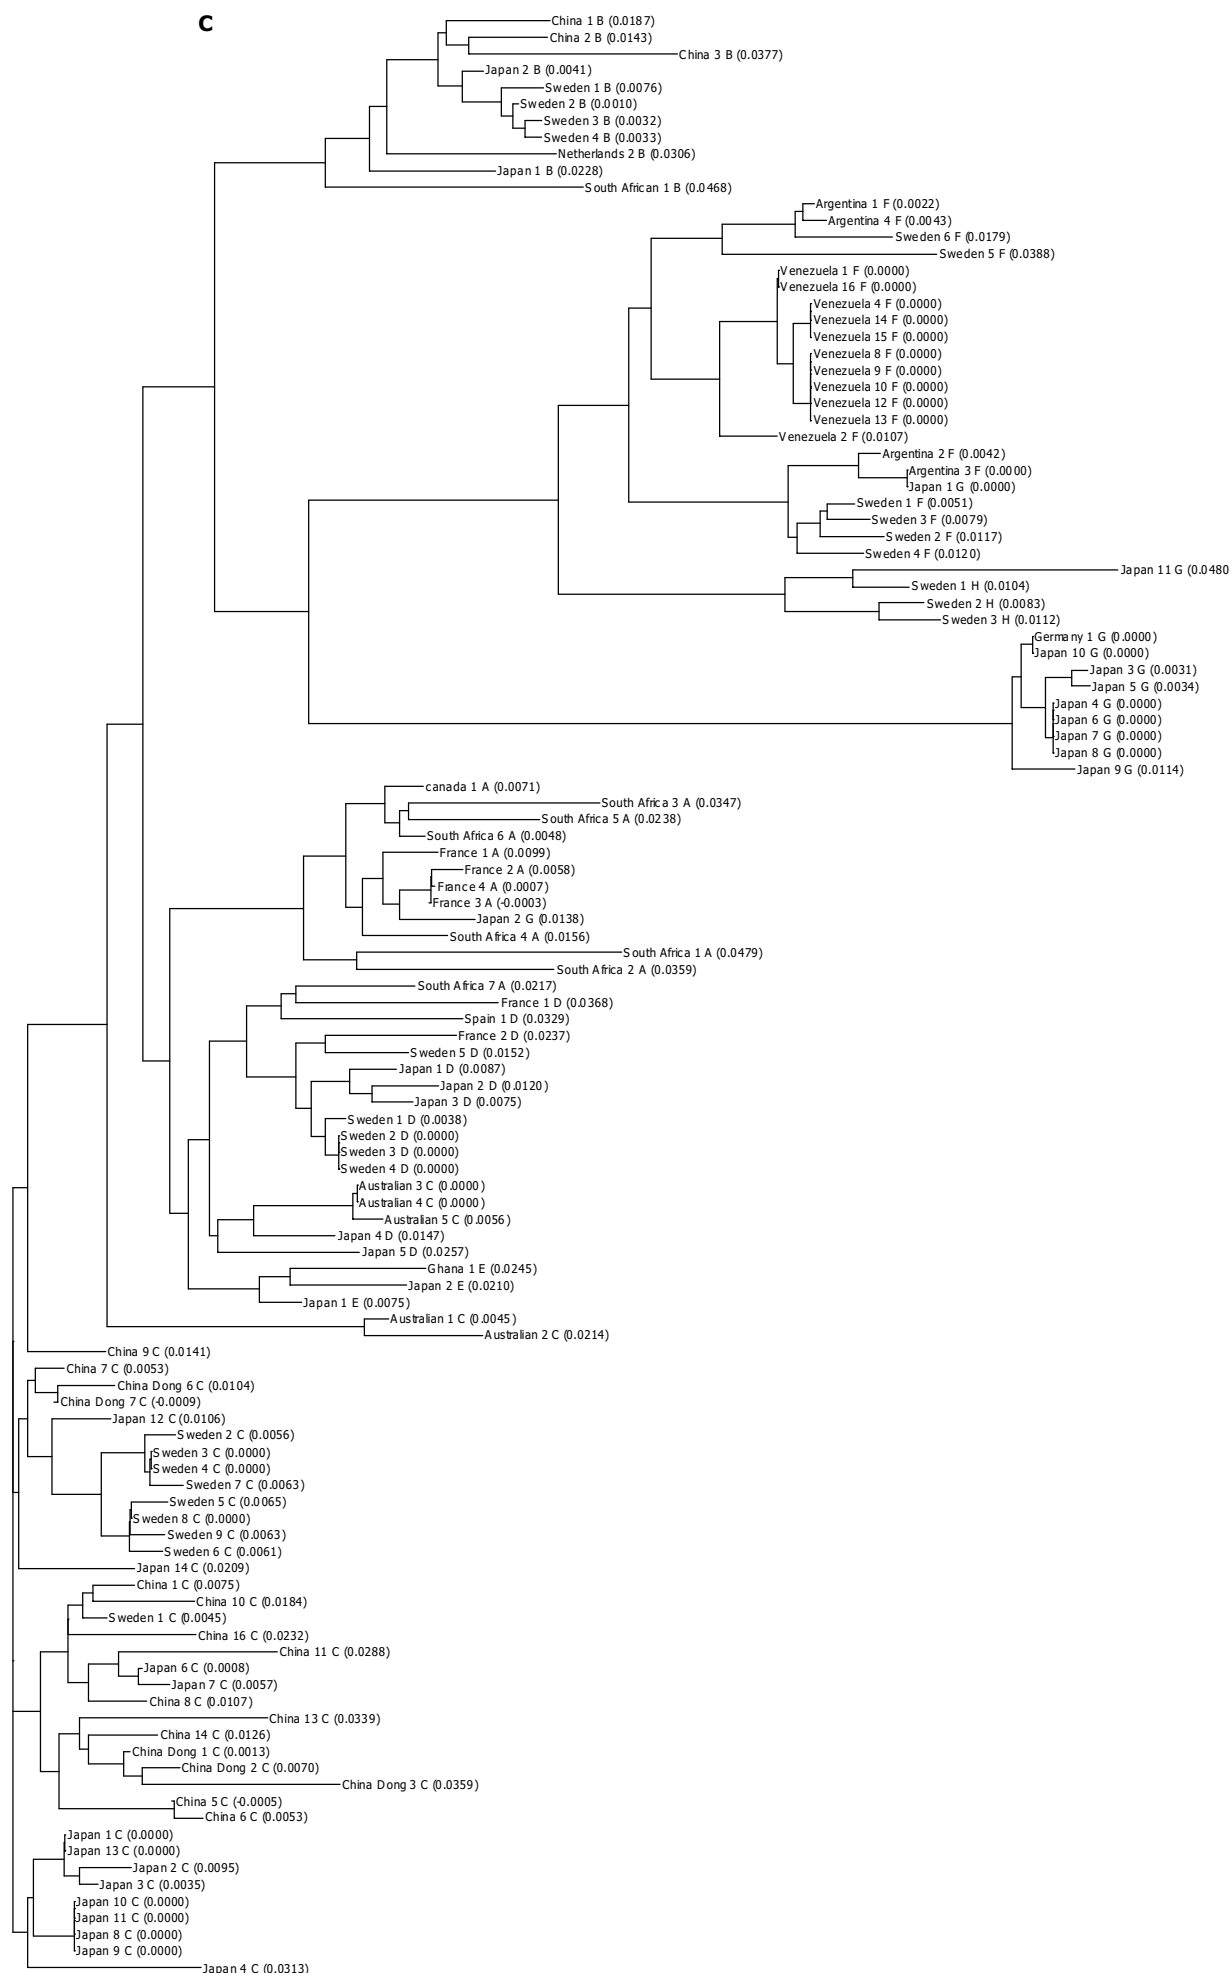 C
China 1 B (0.0187)
China 2 B (0.0143)
China 3 B (0.0377)
Japan 2 B (0.0041)
Sweden 1 B (0.0076)
Sweden 2 B (0.0010)
Sweden 3 B (0.0032)
Sweden 4 B (0.0033)
Netherlands 2 B (0.0306)
Japan 1 B (0.0228)
South African 1 B (0.0468)
Argentina 1 F (0.0022)
Argentina 4 F (0.0043)
Sweden 6 F (0.0179)
Sweden 5 F (0.0388)
Venezuela 1 F (0.0000)
Venezuela 16 F (0.0000)
Venezuela 4 F (0.0000)
Venezuela 14 F (0.0000)
Venezuela 15 F (0.0000)
Venezuela 8 F (0.0000)
Venezuela 9 F (0.0000)
Venezuela 10 F (0.0000)
Venezuela 12 F (0.0000)
Venezuela 13 F (0.0000)
Venezuela 2 F (0.0107)
Argentina 2 F (0.0042)
Argentina 3 F (0.0000)
Japan 1 G (0.0000)
Sweden 1 F (0.0051)
Sweden 3 F (0.0079)
Sweden 2 F (0.0117)
Sweden 4 F (0.0120)
Japan 11 G (0.0480
Sweden 1 H (0.0104)
Sweden 2 H (0.0083)
Sweden 3 H (0.0112)
Germany 1 G (0.0000)
Japan 10 G (0.0000)
Japan 3 G (0.0031)
Japan 5 G (0.0034)
Japan 4 G (0.0000)
Japan 6 G (0.0000)
Japan 7 G (0.0000)
Japan 8 G (0.0000)
Japan 9 G (0.0114)
canada 1 A (0.0071)
South Africa 3 A (0.0347)
South Africa 5 A (0.0238)
South Africa 6 A (0.0048)
France 1 A (0.0099)
France 2 A (0.0058)
France 4 A (0.0007)
France 3 A (-0.0003)
Japan 2 G (0.0138)
South Africa 4 A (0.0156)
South Africa 1 A (0.0479)
South Africa 2 A (0.0359)
South Africa 7 A (0.0217)
France 1 D (0.0368)
Spain 1 D (0.0329)
France 2 D (0.0237)
Sweden 5 D (0.0152)
Japan 1 D (0.0087)
Japan 2 D (0.0120)
Japan 3 D (0.0075)
Sweden 1 D (0.0038)
Sweden 2 D (0.0000)
Sweden 3 D (0.0000)
Sweden 4 D (0.0000)
Australian 3 C (0.0000)
Australian 4 C (0.0000)
Australian 5 C (0.0056)
Japan 4 D (0.0147)
Japan 5 D (0.0257)
Ghana 1 E (0.0245)
Japan 2 E (0.0210)
Japan 1 E (0.0075)
Australian 1 C (0.0045)
Australian 2 C (0.0214)
China 9 C (0.0141)
China 7 C (0.0053)
China Dong 6 C (0.0104)
China Dong 7 C (-0.0009)
Japan 12 C (0.0106)
Sweden 2 C (0.0056)
Sweden 3 C (0.0000)
Sweden 4 C (0.0000)
Sweden 7 C (0.0063)
Sweden 5 C (0.0065)
Sweden 8 C (0.0000)
Sweden 9 C (0.0063)
Sweden 6 C (0.0061)
Japan 14 C (0.0209)
China 1 C (0.0075)
China 10 C (0.0184)
Sweden 1 C (0.0045)
China 16 C (0.0232)
China 11 C (0.0288)
Japan 6 C (0.0008)
Japan 7 C (0.0057)
China 8 C (0.0107)
China 13 C (0.0339)
China 14 C (0.0126)
China Dong 1 C (0.0013)
China Dong 2 C (0.0070)
China Dong 3 C (0.0359)
China 5 C (-0.0005)
China 6 C (0.0053)
Japan 1 C (0.0000)
Japan 13 C (0.0000)
Japan 2 C (0.0095)
Japan 3 C (0.0035)
Japan 10 C (0.0000)
Japan 11 C (0.0000)
Japan 8 C (0.0000)
Japan 9 C (0.0000)
Japan 4 C (0.0313)